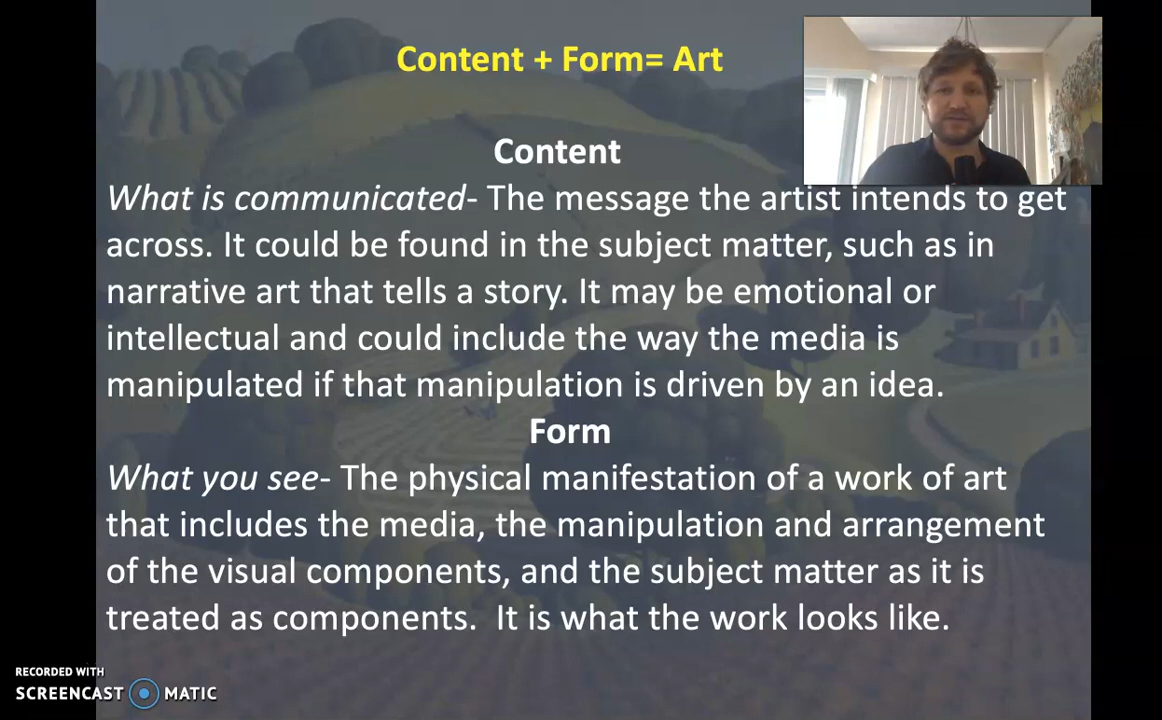 Content + Form= Art
Content
What is communicated- The message the artist intends to get
across. It could be found in the subject matter, such as in
narrative art that tells a story. It may be emotional or
intellectual and could include the way the media is
manipulated if that manipulation is driven by an idea.
Form
What you see- The physical manifestation of a work of art
that includes the media, the manipulation and arrangement
of the visual components, and the subject matter as it is
treated as components.  It is what the work looks like.
RECORDED WITH
SCREENCAST MATIC